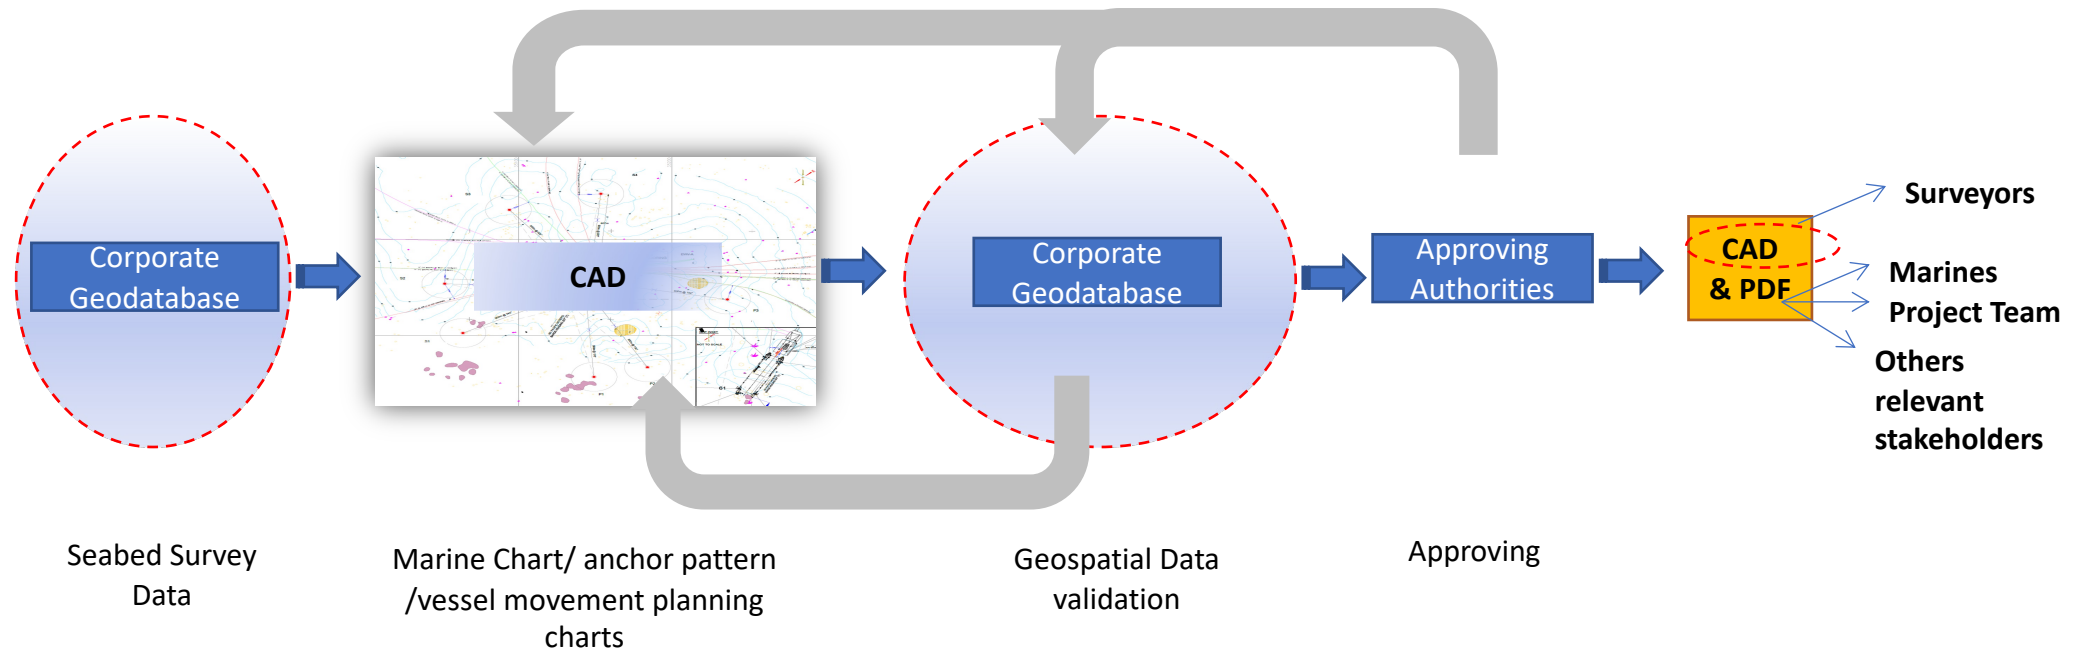 Corporate
Geodatabase
CAD
Corporate
Geodatabase
Approving
Authorities
CAD
& PDF
Surveyors
Marines
Project Team
Others
relevant
stakeholders
Seabed Survey
Data
Marine Chart/ anchor pattern
/vessel movement planning
charts
Geospatial Data
validation
Approving